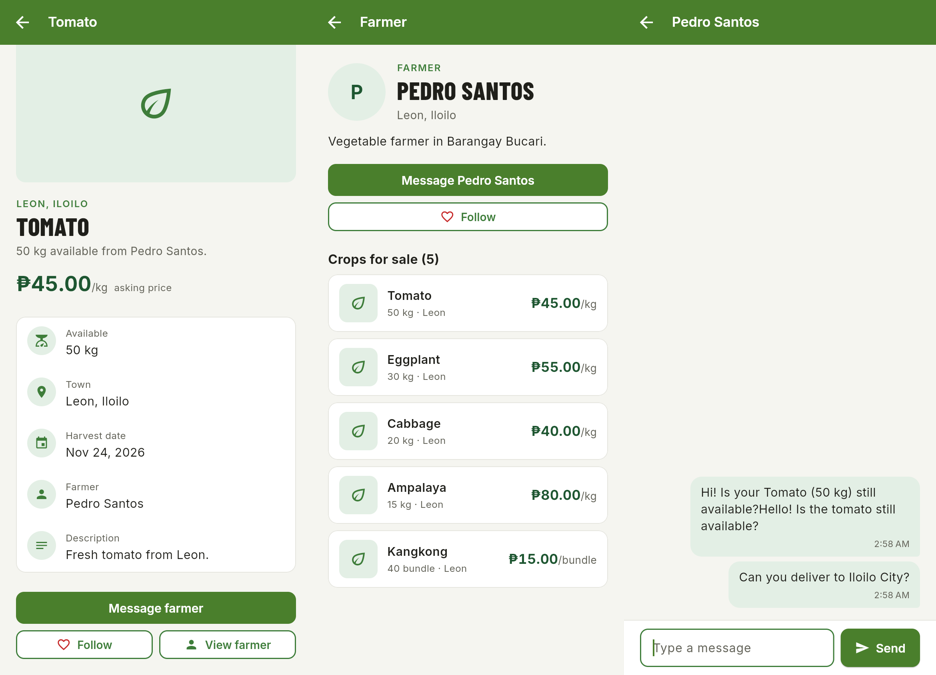 Tomato
LEON, ILOILO
TOMATO
50 kg available from Pedro Santos.
₱45.00/kg asking price
Available
50 kg
Town
Leon, Iloilo
Harvest date
Nov 24, 2026
Farmer
Pedro Santos
Description
Fresh tomato from Leon.
Message farmer
Follow
View farmer
Farmer
P
FARMER
PEDRO SANTOS
Leon, Iloilo
Vegetable farmer in Barangay Bucari.
Message Pedro Santos
Follow
Crops for sale (5)
Tomato
50 kg · Leon
₱45.00/kg
Eggplant
30 kg · Leon
₱55.00/kg
Cabbage
20 kg · Leon
₱40.00/kg
Ampalaya
15 kg · Leon
₱80.00/kg
Kangkong
40 bundle · Leon
₱15.00/bundle
Pedro Santos
Hi! Is your Tomato (50 kg) still
available?Hello! Is the tomato still
available?
2:58 AM
Can you deliver to Iloilo City?
2:58 AM
Type a message
Send